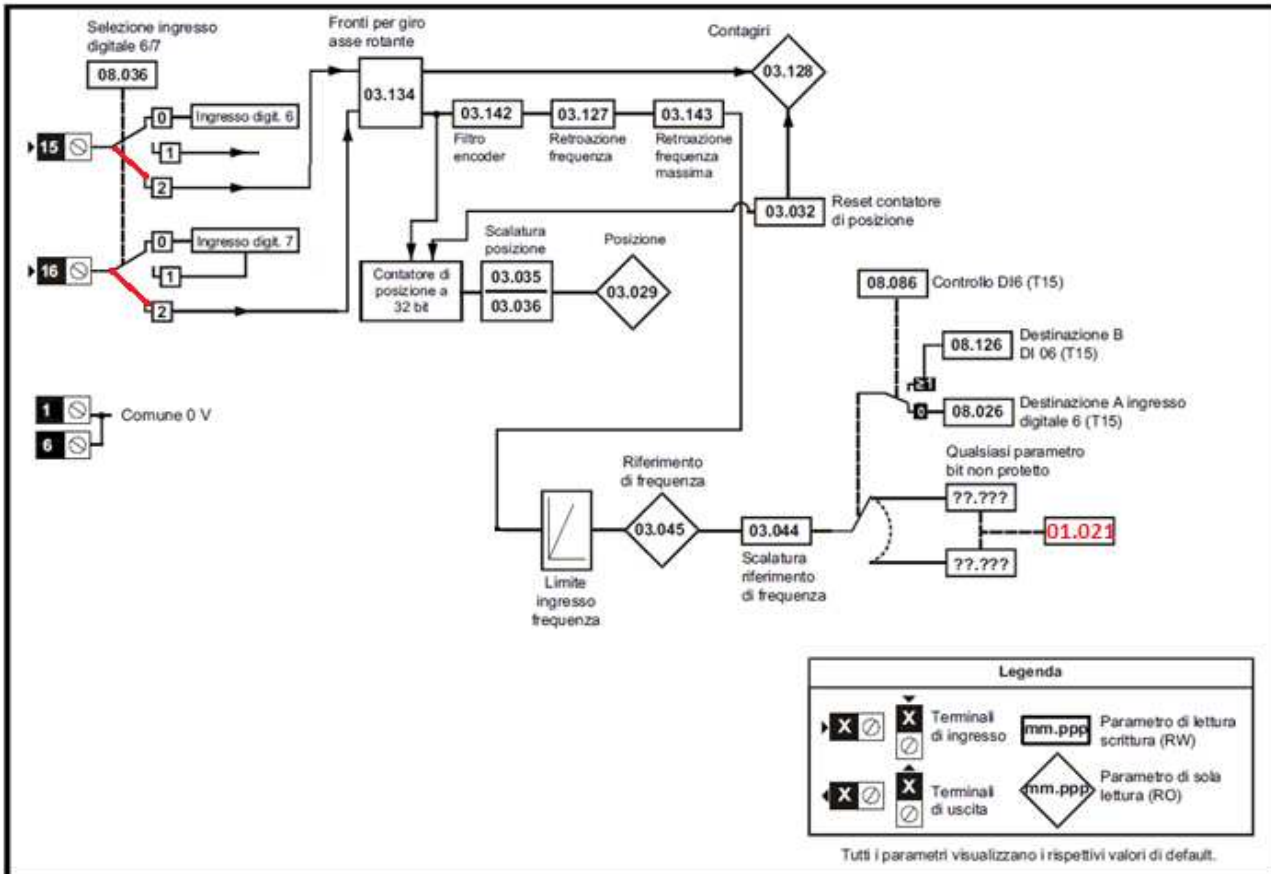 Selezione ingresso
digitale 6/7
08.036
Fronti per giro
asse rotante
03.134
Contagiri
03.128
15
0
Ingresso digit. 6
1
2
03.142
Filtro
encoder
03.127
Retroazione
frequenza
03.143
Retroazione
frequenza
massima
03.032
Reset contatore
di posizione
16
0
Ingresso digit. 7
1
2
Contatore di
posizione a
32 bit
Scalatura
posizione
03.035
03.036
Posizione
03.029
08.086
Controllo DI6 (T15)
≥1
08.126
Destinazione B
DI 06 (T15)
0
08.026
Destinazione A ingresso
digitale 6 (T15)
1
6
Comune 0 V
Limite
ingresso
frequenza
Riferimento
di frequenza
03.045
03.044
Scalatura
riferimento
di frequenza
Qualsiasi parametro
bit non protetto
??.???
01.021
??.???
Legenda
X
X
Terminali
di ingresso
mm.ppp
Parametro di lettura
scrittura (RW)
X
X
Terminali
di uscita
mm.ppp
Parametro di sola
lettura (RO)
Tutti i parametri visualizzano i rispettivi valori di default.